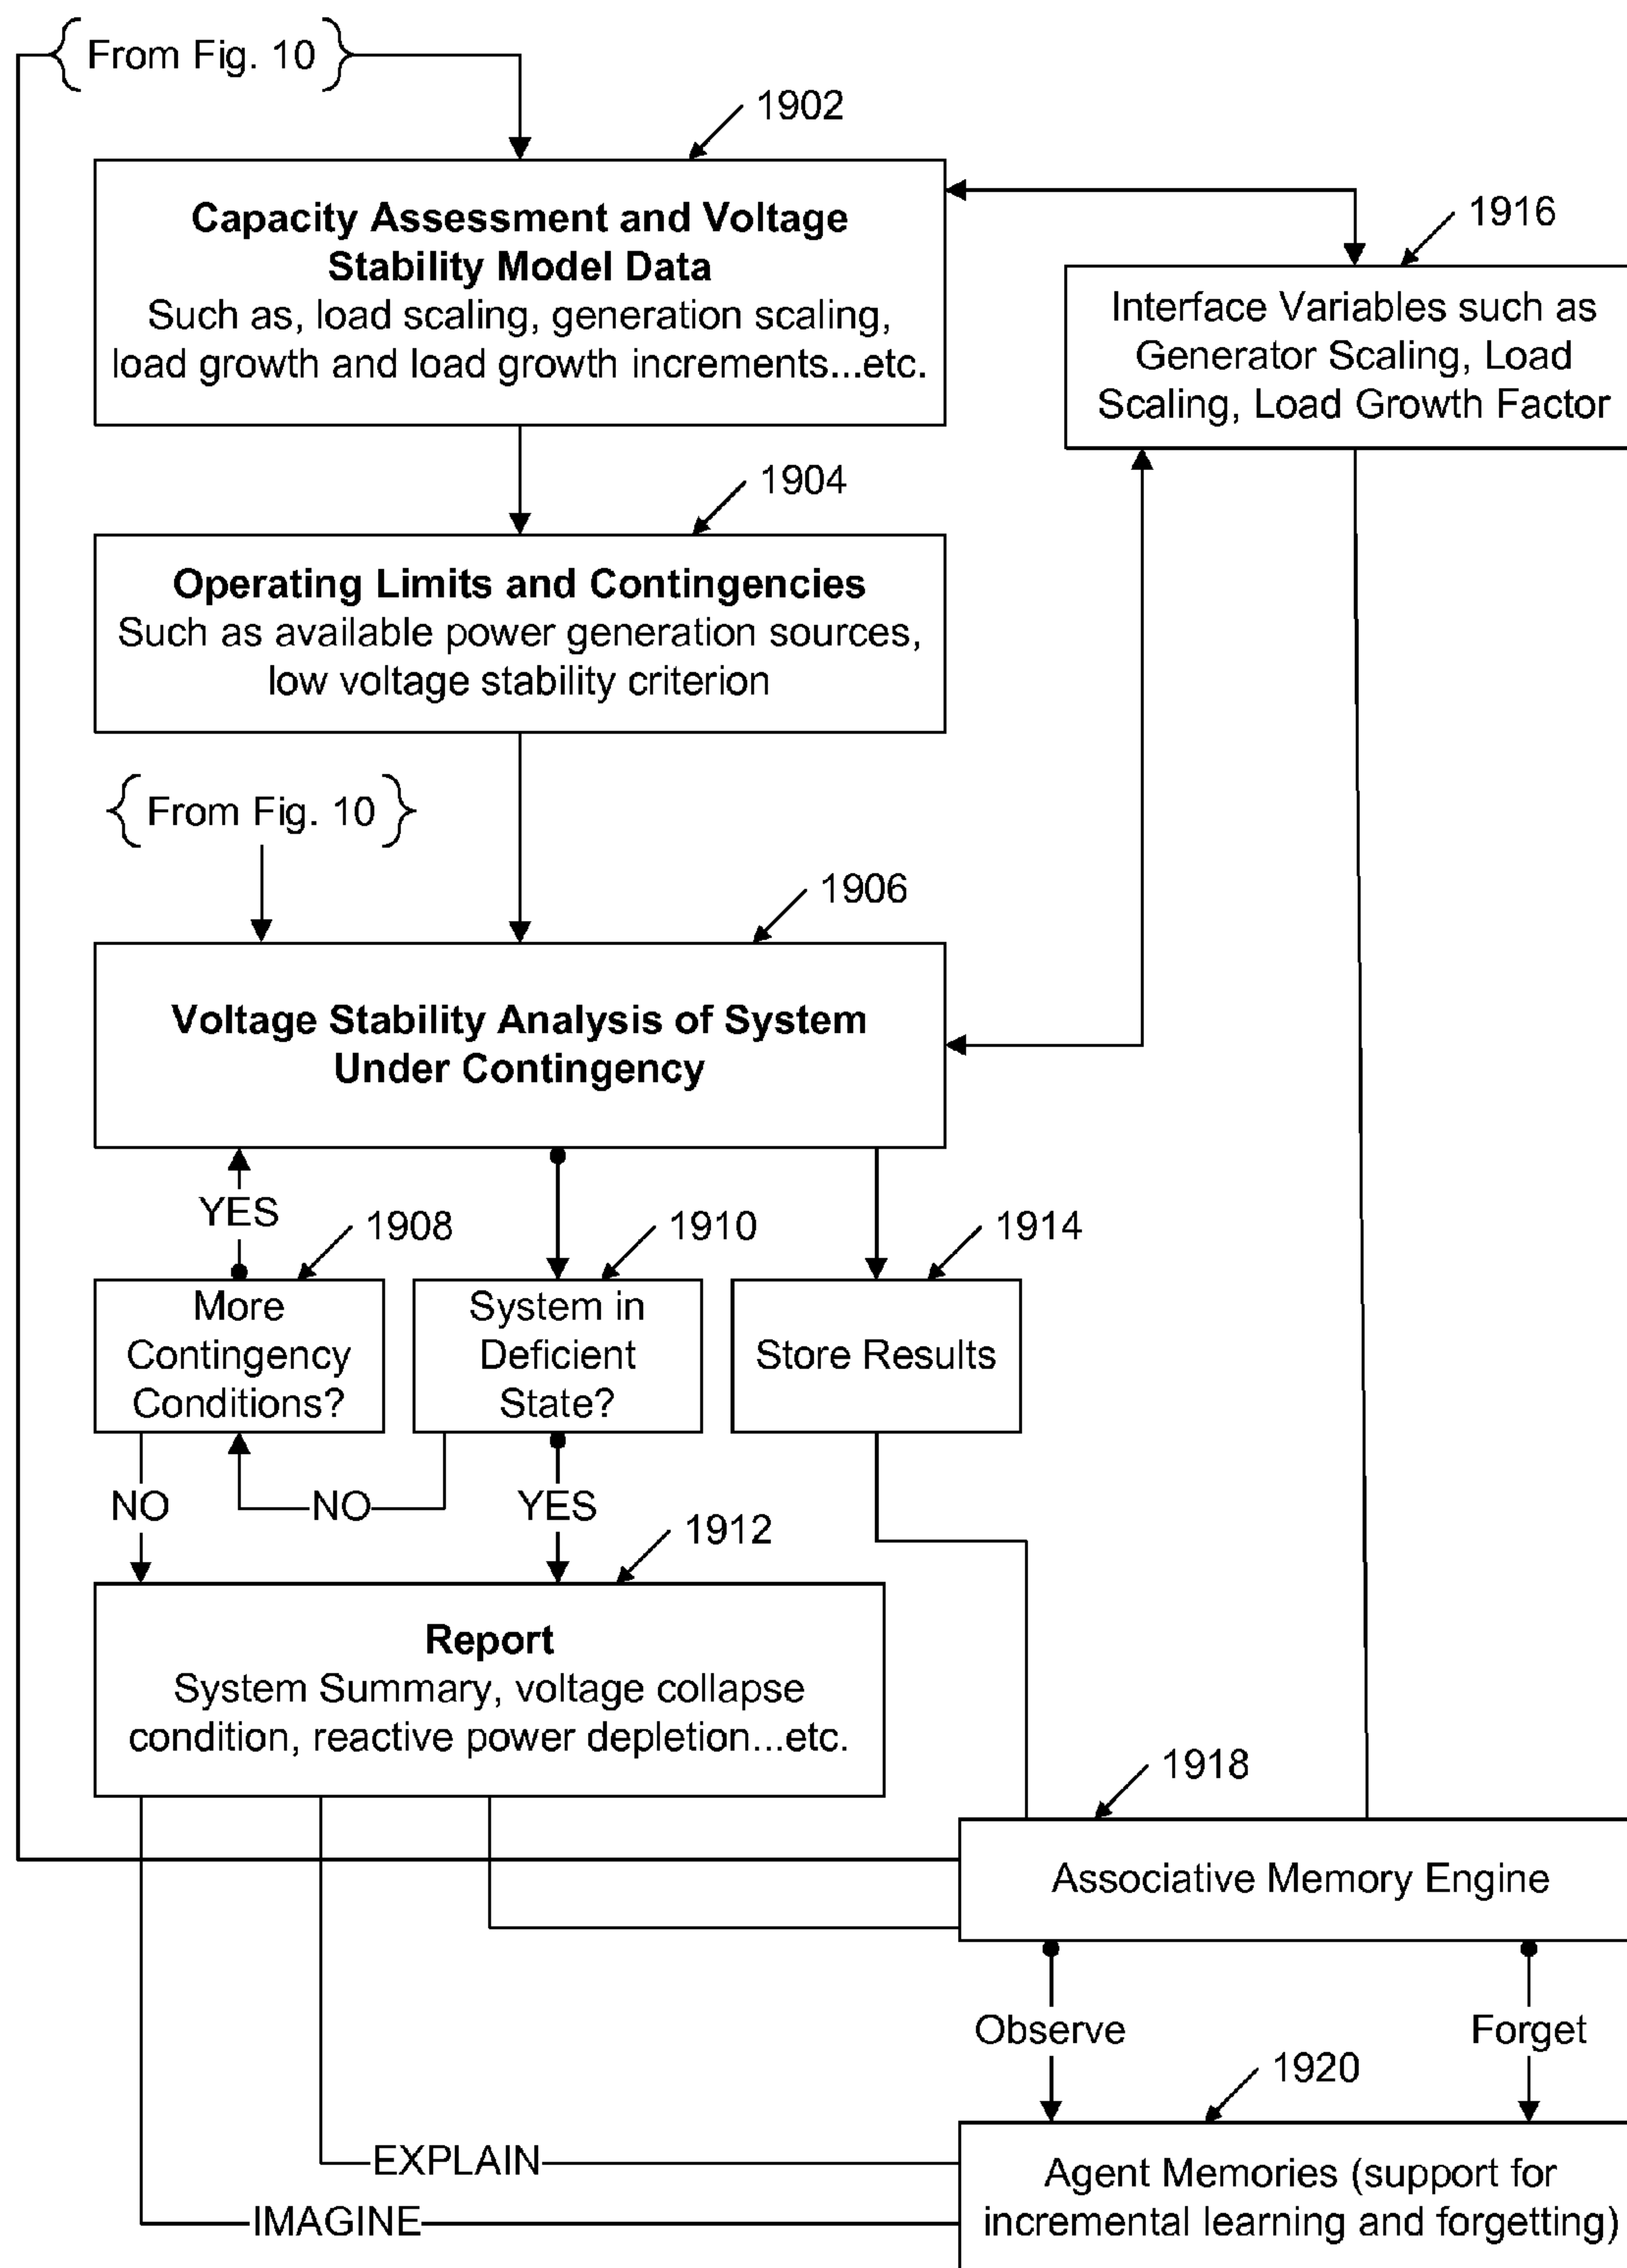 From Fig. 10
1902
Capacity Assessment and Voltage
Stability Model Data
Such as, load scaling, generation scaling,
load growth and load growth increments...etc.
1916
Interface Variables such as
Generator Scaling, Load
Scaling, Load Growth Factor
1904
Operating Limits and Contingencies
Such as available power generation sources,
low voltage stability criterion
From Fig. 10
1906
Voltage Stability Analysis of System
Under Contingency
YES
1908
1910
1914
More
Contingency
Conditions?
System in
Deficient
State?
Store Results
NO
NO
YES
1912
Report
System Summary, voltage collapse
condition, reactive power depletion...etc.
1918
Associative Memory Engine
Observe
Forget
1920
EXPLAIN
IMAGINE
Agent Memories (support for
incremental learning and forgetting)